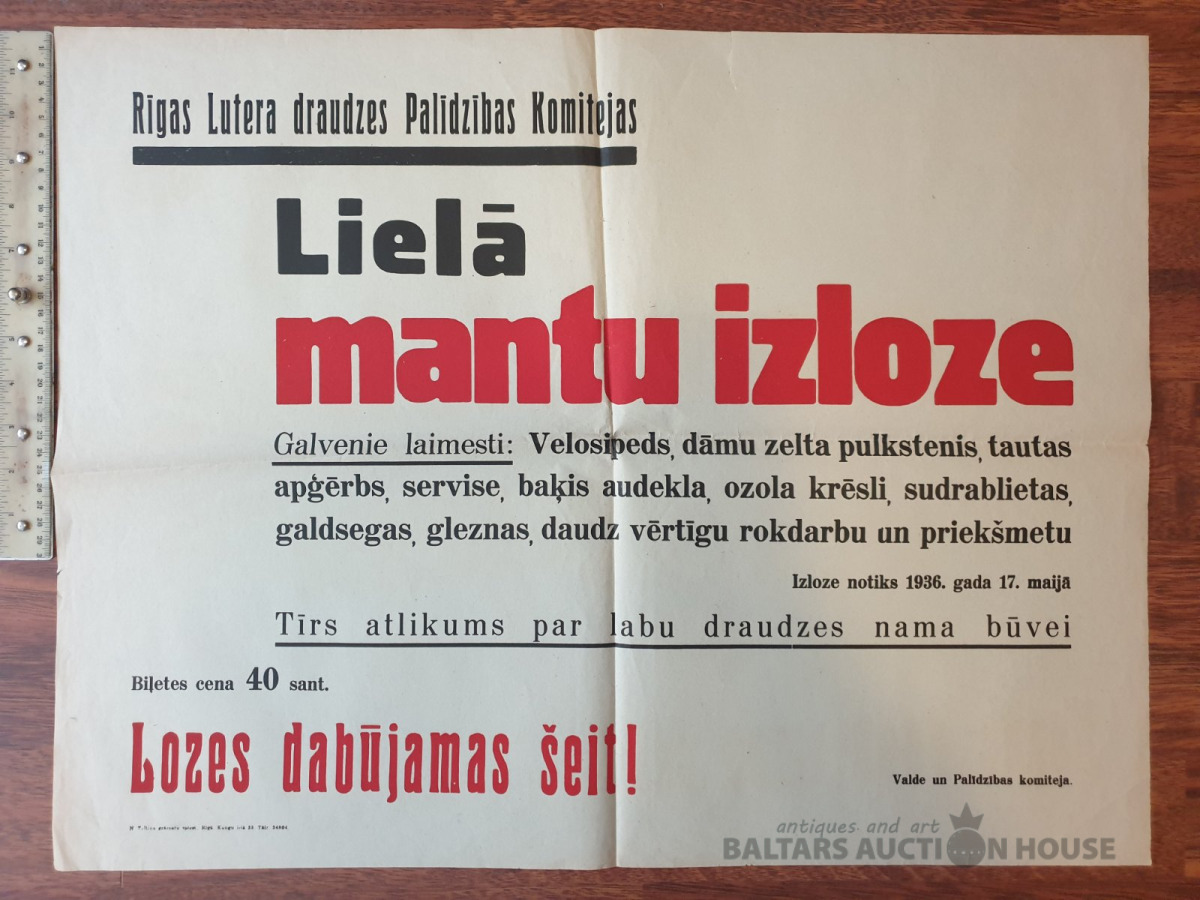 Rīgas Lutera draudzes Palīdzības Komitejas
Lielā
mantu izloze
Galvenie laimesti: Velosipeds, dāmu zelta pulkstenis, tautas
apģērbs, servise, baķis audekla, ozola krēsli, sudrablietas,
galdsegas, gleznas, daudz vērtīgu rokdarbu un priekšmetu
Izloze notiks 1936. gada 17. maijā
Tīrs atlikums par labu draudzes nama būvei
Biļetes cena 40 sant.
Lozes dabūjamas šeit!
Valde un Palīdzības komiteja.
antiques and art
BALTARS AUCTION HOUSE